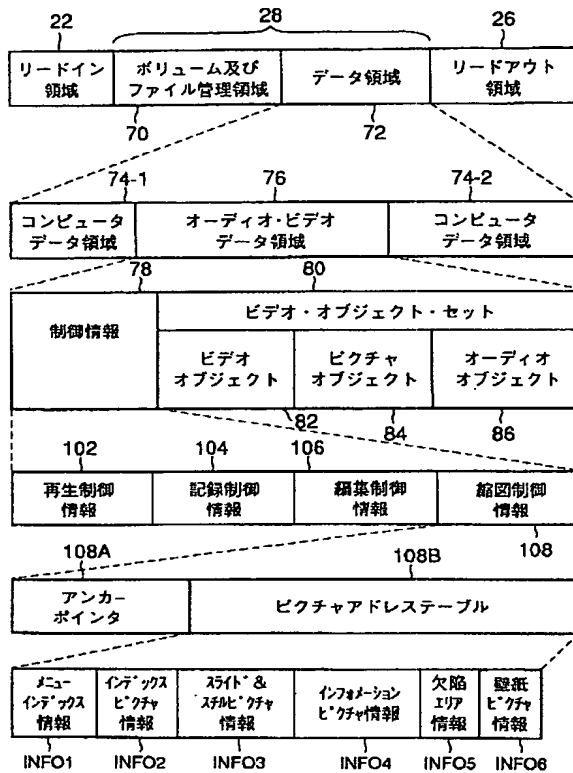 22
28
26
リードイン
領域
ボリューム及び
ファイル管理領域
データ領域
リードアウト
領域
70
72
74-1
76
74-2
コンピュータ
データ領域
オーディオ・ビデオ
データ領域
コンピュータ
データ領域
78
80
制御情報
ビデオ・オブジェクト・セット
ビデオ
オブジェクト
ピクチャ
オブジェクト
オーディオ
オブジェクト
82
84
86
102
104
106
再生制御
情報
記録制御
情報
編集制御
情報
縮図制御
情報
108
108A
108B
アンカー
ポインタ
ピクチャアドレステーブル
メニュー
インデックス
情報
インデックス
ピクチャ
情報
スライド&
スチルピクチャ
情報
インフォメーション
ピクチャ情報
欠陥
エリア
情報
壁紙
ピクチャ
情報
INFO1
INFO2
INFO3
INFO4
INFO5
INFO6